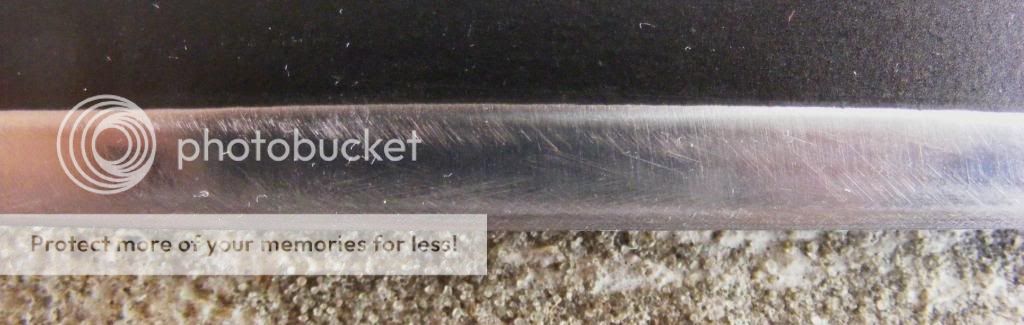 photobucket
Protect more of your memories for less!